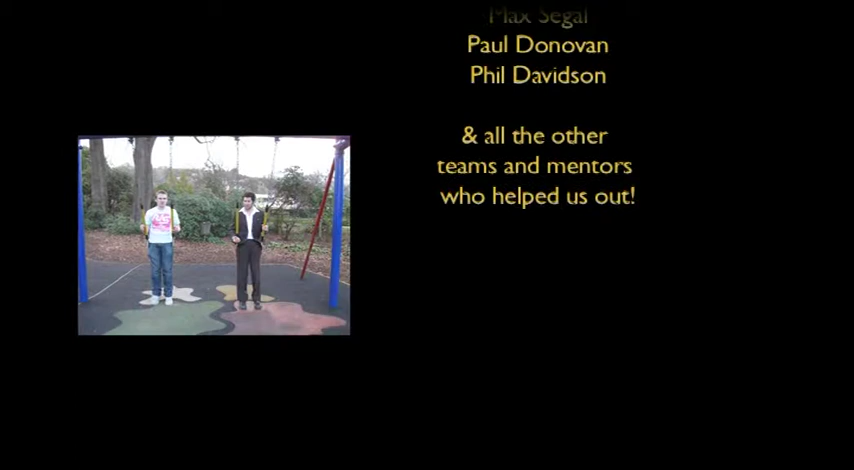 Max Segal
Paul Donovan
Phil Davidson
& all the other
teams and mentors
who helped us out!